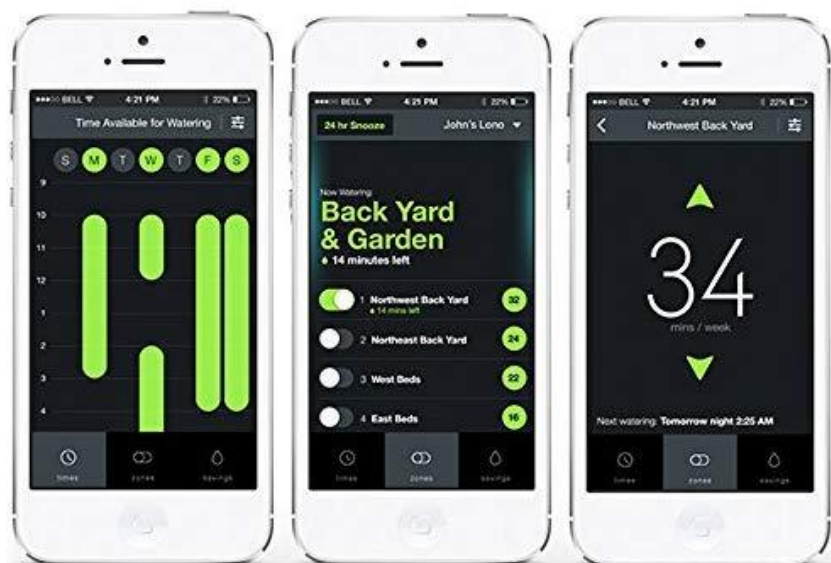 BELL 4:21 PM 22%
Time Available for Watering
S M T W T F S
9
10
11
12
1
2
3
4
times zones savings
BELL 4:21 PM 22%
24 hr Snooze John's Lono
Now Watering:
Back Yard
& Garden
14 minutes left
1 Northwest Back Yard 32
14 mins left
2 Northeast Back Yard 24
3 West Beds 22
4 East Beds 16
times zones savings
BELL 4:21 PM 22%
Northwest Back Yard
34
mins / week
Next watering: Tomorrow night 2:25 AM
times zones savings